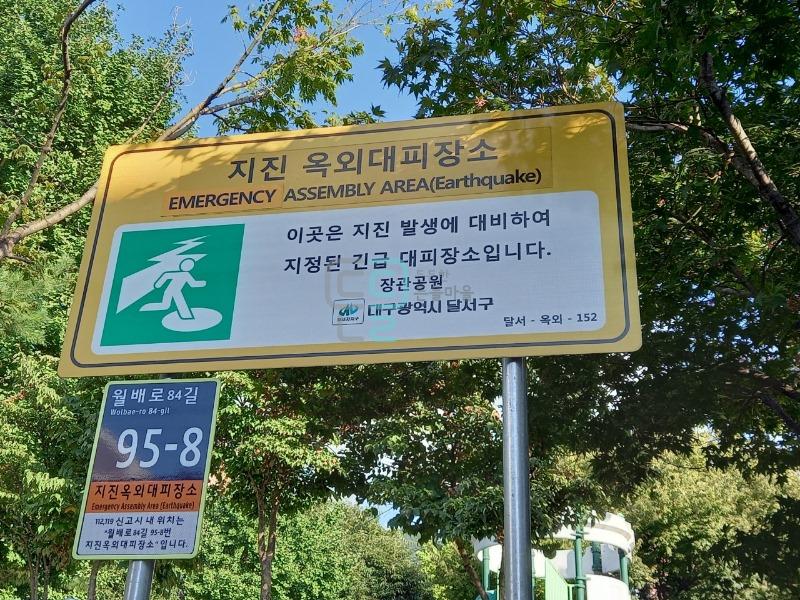 지진 옥외대피장소
EMERGENCY ASSEMBLY AREA(Earthquake)
이곳은 지진 발생에 대비하여
지정된 긴급 대피장소입니다.
장관공원
대구광역시 달서구
달서 - 옥외 - 152
월배로84길
Wolbae-ro 84-gil
95-8
지진옥외대피장소
Emergency Assembly Area (Earthquake)
112,119 신고시 내 위치는
"월배로84길 95-8번
지진옥외대피장소"입니다.